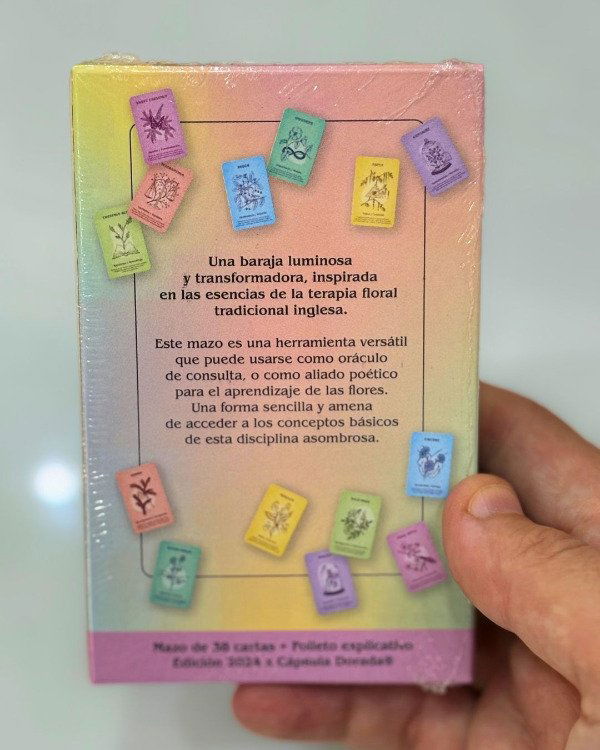 SWEET CHESTNUT
Una baraja luminosa
y transformadora, inspirada
en las esencias de la terapia floral
tradicional inglesa.
Este mazo es una herramienta versátil
que puede usarse como oráculo
de consulta, o como aliado poético
para el aprendizaje de las flores.
Una forma sencilla y amena
de acceder a los conceptos básicos
de esta disciplina asombrosa.
Mazo de 38 cartas • Folleto explicativo
Edición 2024 x Cápsula Dorada®